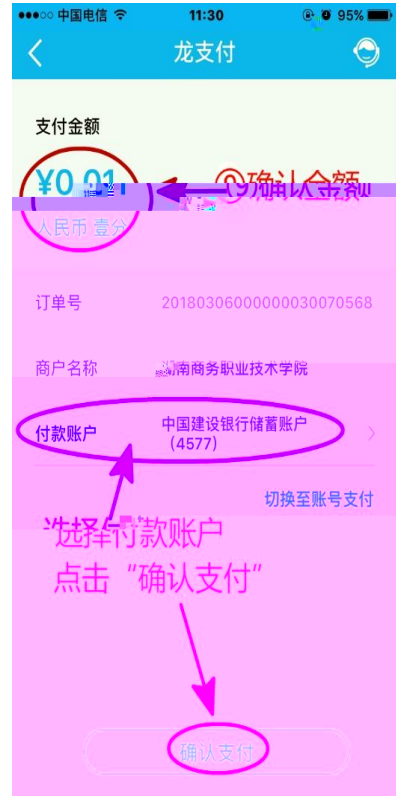 中国电信 11:30 95%
龙支付
支付金额
¥0.01
确认金额
人民币 壹分
订单号 20180306000000030070568
商户名称 湖南商务职业技术学院
付款账户 中国建设银行储蓄账户
(4577)
切换至账号支付
选择付款账户
点击“确认支付”
确认支付